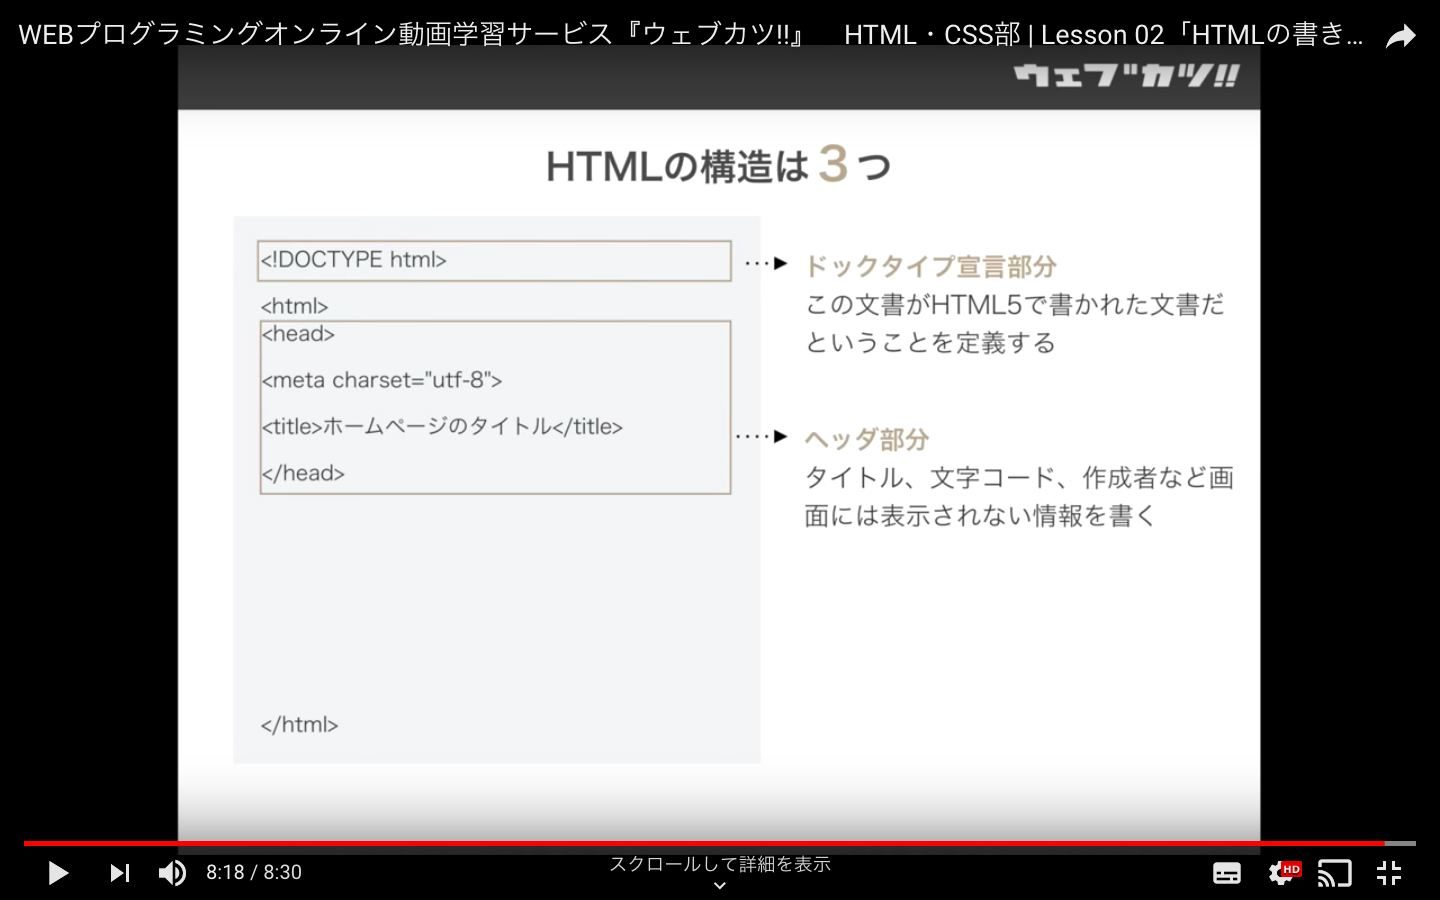 WEBプログラミングオンライン動画学習サービス『ウェブカツ!!』　HTML・CSS部 | Lesson 02「HTMLの書き…
ウェブカツ!!
HTMLの構造は３つ
<!DOCTYPE html>
ドックタイプ宣言部分
この文書がHTML5で書かれた文書だ
ということを定義する
<html>
<head>
<meta charset="utf-8">
<title>ホームページのタイトル</title>
</head>
ヘッダ部分
タイトル、文字コード、作成者など画
面には表示されない情報を書く
</html>
8:18 / 8:30
スクロールして詳細を表示
HD